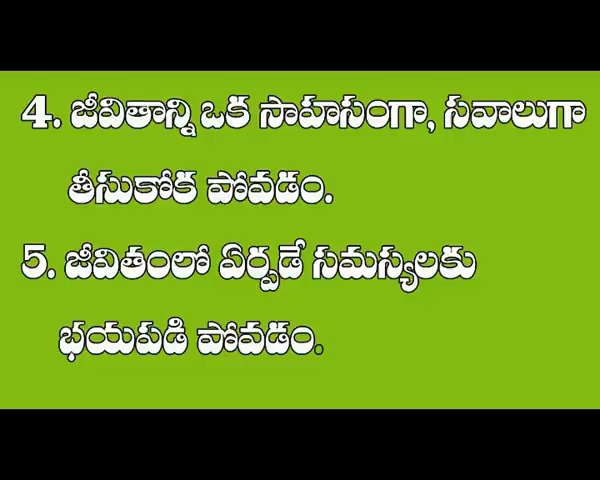 4. జీవితాన్ని ఒక సాహసంగా, సవాలుగా
తీసుకోక పోవడం.
5. జీవితంలో ఏర్పడే సమస్యలకు
భయపడి పోవడం.